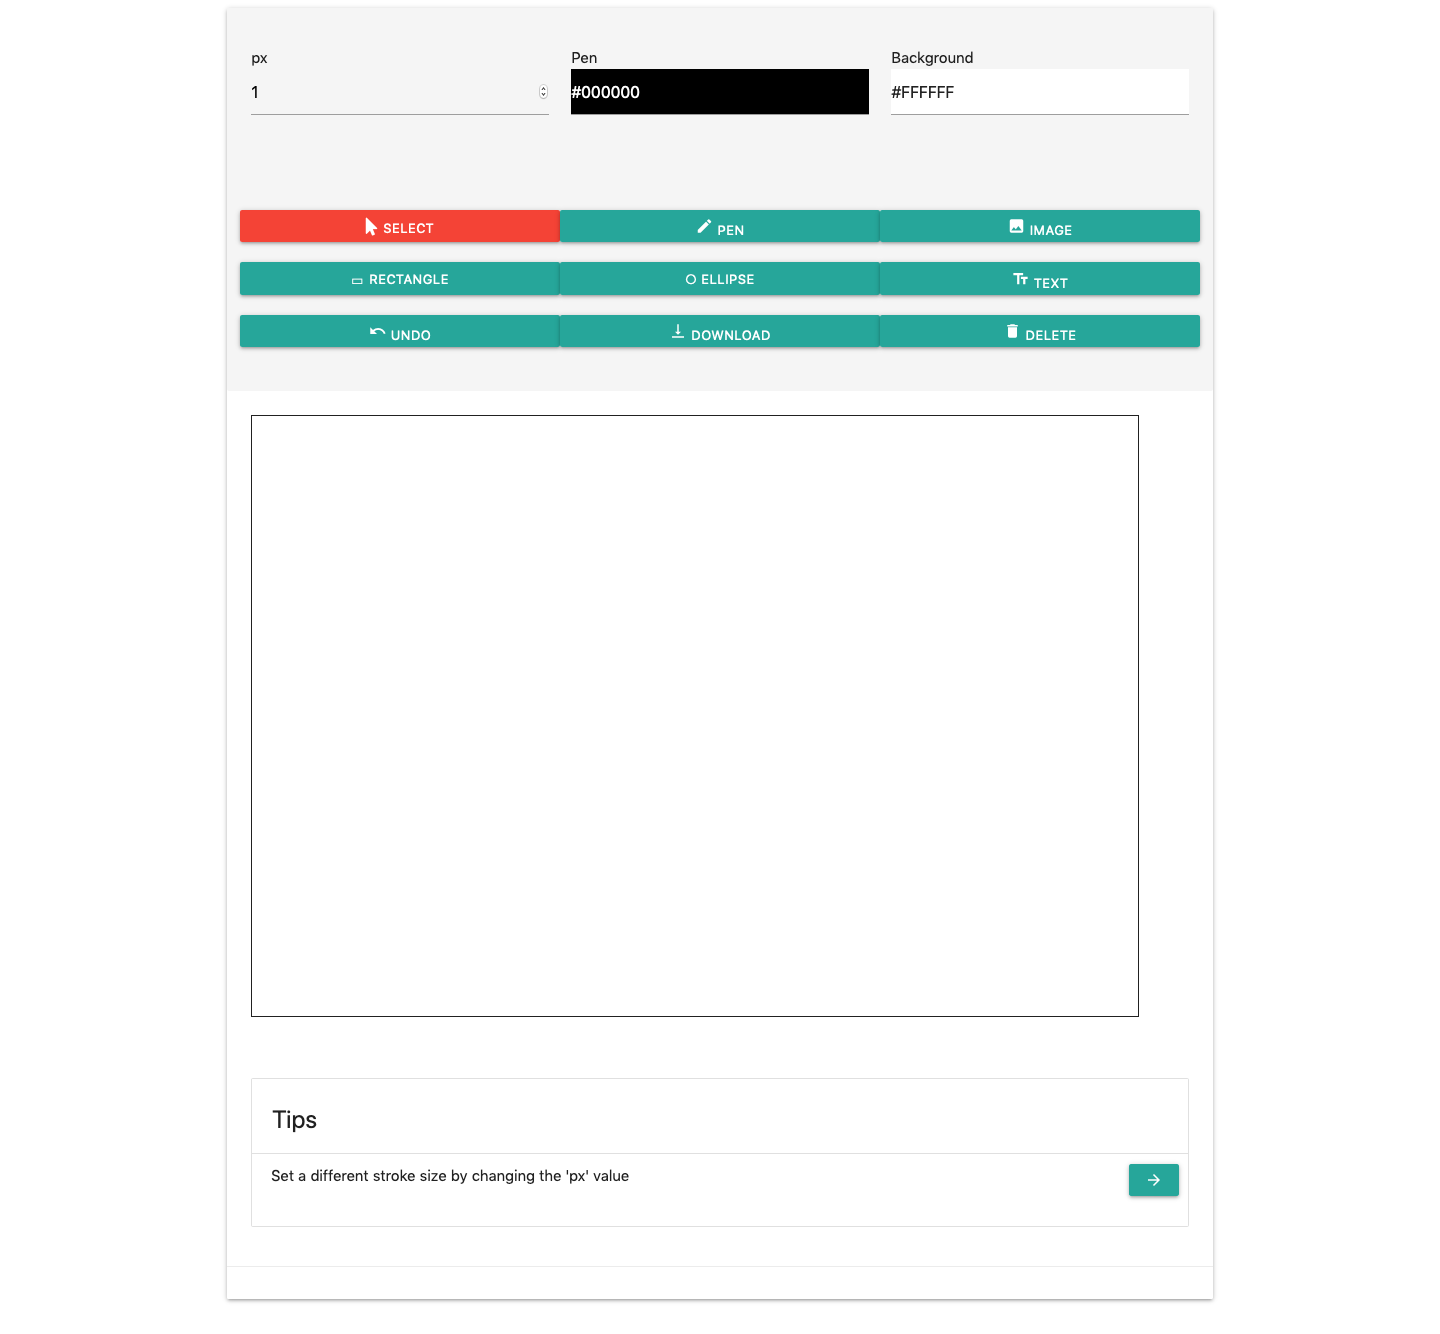 px Pen Background
1 #000000 #FFFFFF
SELECT PEN IMAGE
RECTANGLE ELLIPSE TEXT
UNDO DOWNLOAD DELETE
Tips
Set a different stroke size by changing the 'px' value